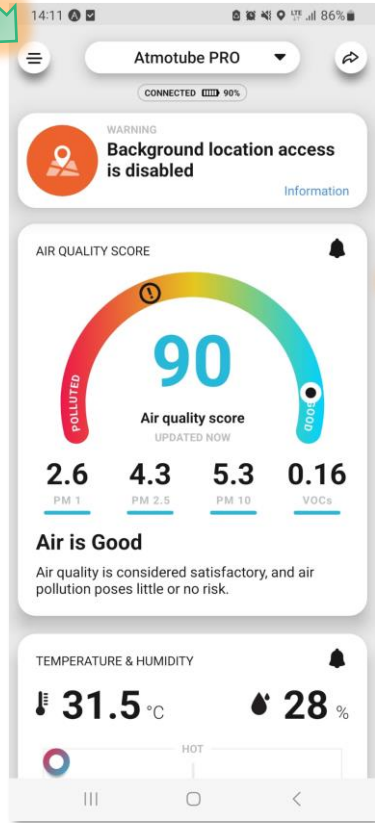 14:11
LTE
86%
Atmotube PRO
CONNECTED 90%
WARNING
Background location access
is disabled
Information
AIR QUALITY SCORE
POLLUTED
GOOD
90
Air quality score
UPDATED NOW
2.6 4.3 5.3 0.16
PM 1 PM 2.5 PM 10 VOCs
Air is Good
Air quality is considered satisfactory, and air
pollution poses little or no risk.
TEMPERATURE & HUMIDITY
31.5 °C 28 %
HOT